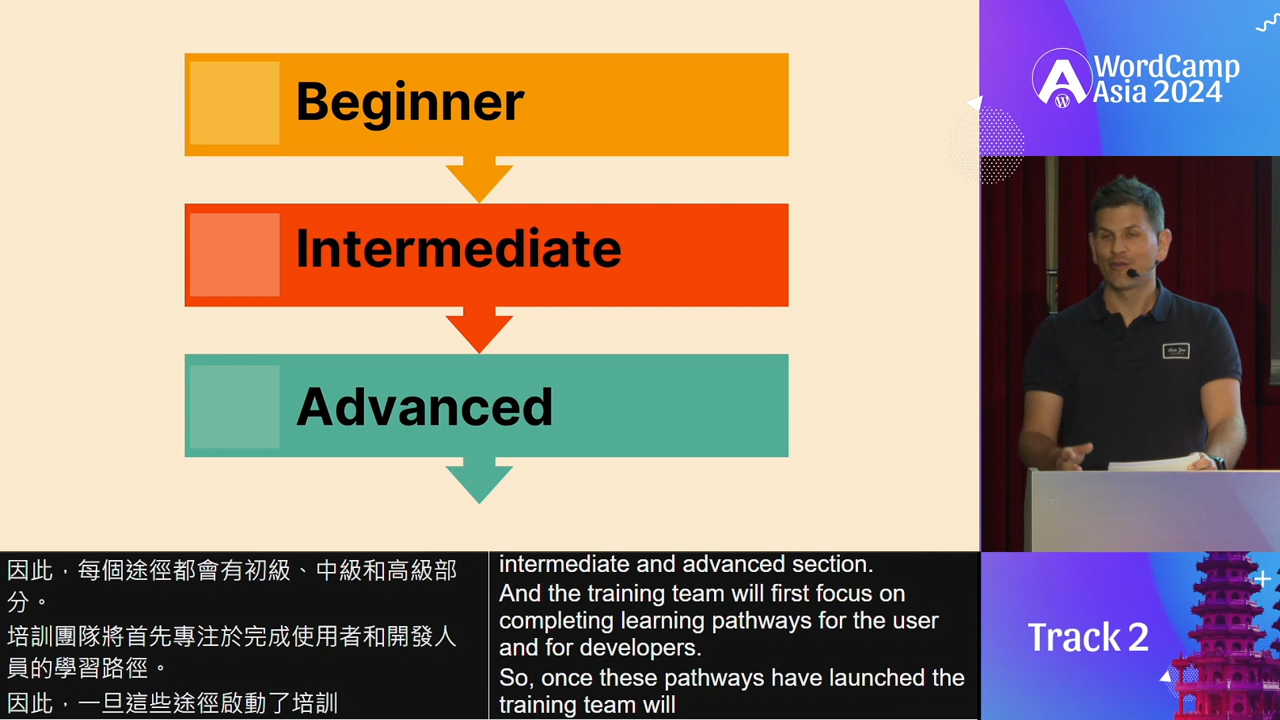 Beginner
Intermediate
Advanced
因此，每個途徑都會有初級、中級和高級部
分。
培訓團隊將首先專注於完成使用者和開發人
員的學習路徑。
因此，一旦這些途徑啟動了培訓
intermediate and advanced section.
And the training team will first focus on
completing learning pathways for the user
and for developers.
So, once these pathways have launched the
training team will
WordCamp
Asia 2024
Track 2